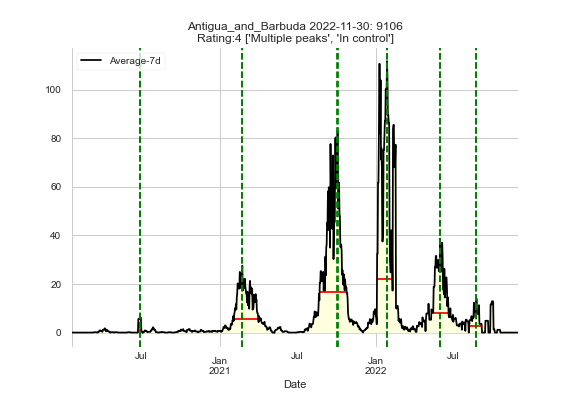 Antigua_and_Barbuda 2022-11-30: 9106
Rating:4 ['Multiple peaks', 'In control']
Average-7d
100
80
60
40
20
0
Jul
Jan
2021
Jul
Jan
2022
Jul
Date